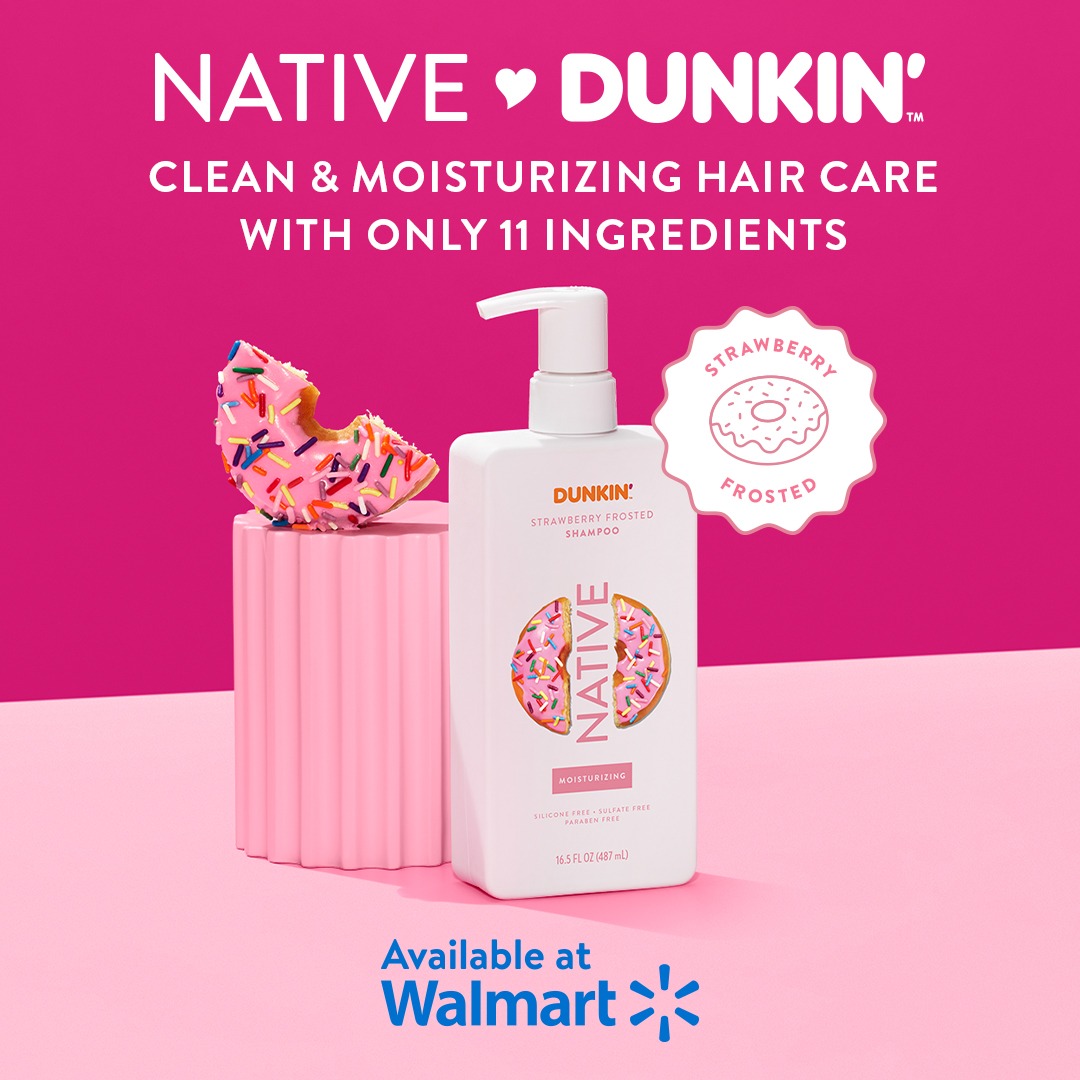 NATIVE DUNKIN'™
CLEAN & MOISTURIZING HAIR CARE
WITH ONLY 11 INGREDIENTS
STRAWBERRY
FROSTED
DUNKIN'
STRAWBERRY FROSTED
SHAMPOO
NATIVE
MOISTURIZING
SILICONE FREE • SULFATE FREE
PARABEN FREE
16.5 FL OZ (487 mL)
Available at
Walmart